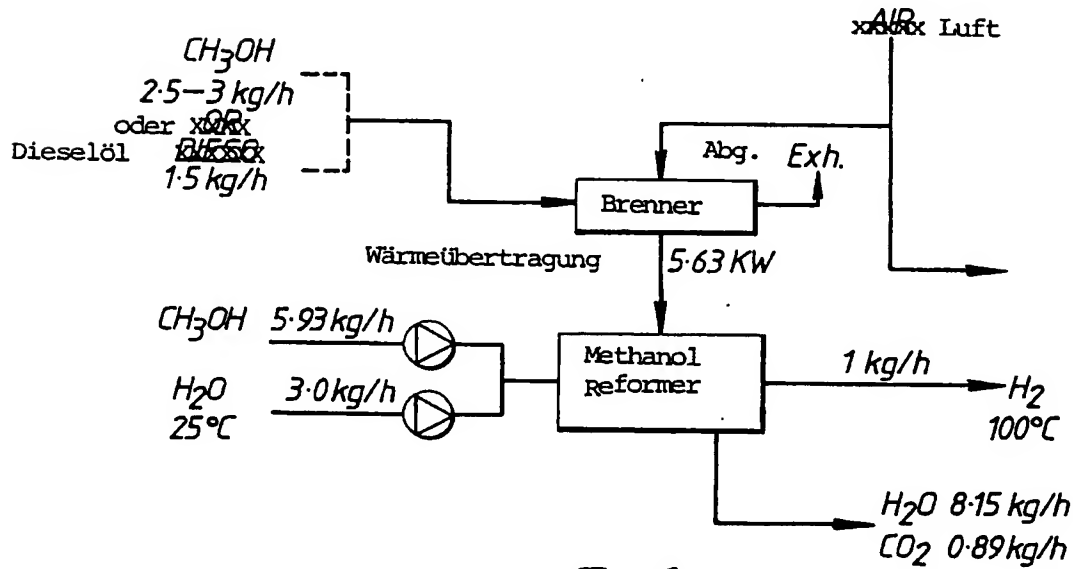 Luft
CH₃OH
2·5–3 kg/h
oder
Dieselöl
1·5 kg/h
Abg. Exh.
Brenner
Wärmeübertragung 5·63 KW
CH₃OH 5·93 kg/h
H₂O 3·0 kg/h
25°C
Methanol
Reformer
1 kg/h
H₂
100°C
H₂O 8·15 kg/h
CO₂ 0·89 kg/h